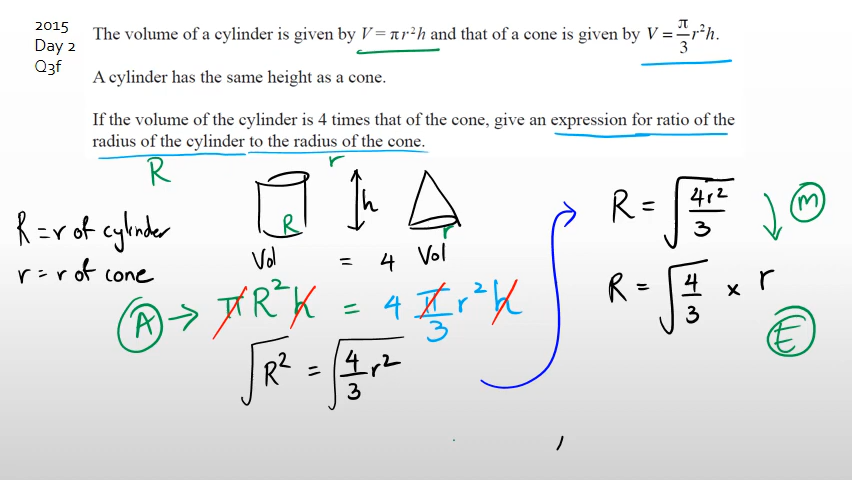 2015
Day 2
Q3f
The volume of a cylinder is given by V = πr²h and that of a cone is given by V = π/3 r²h.
A cylinder has the same height as a cone.
If the volume of the cylinder is 4 times that of the cone, give an expression for ratio of the
radius of the cylinder to the radius of the cone.
R r
R = r of cylinder
r = r of cone
R h r
Vol = 4 Vol
A → πR²h = 4 π/3 r²h
√R² = √(4/3 r²)
R = √(4r²/3)
M
R = √(4/3) × r
E